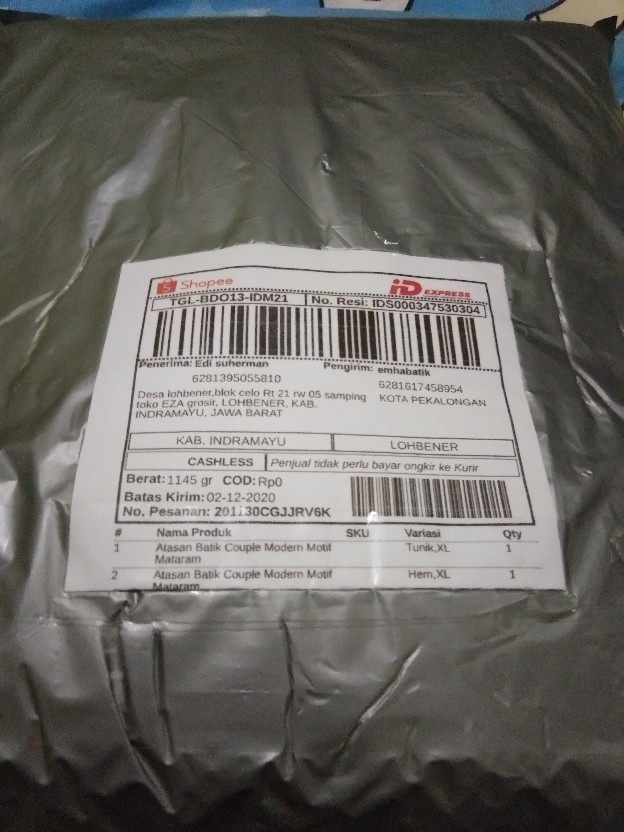 Shopee
iD EXPRESS
TGL-BDO13-IDM21
No. Resi: IDS000347530304
Penerima: Edi suherman
Pengirim: emhabatik
6281395055810
6281617458954
Desa lohbener,blok celo Rt 21 rw 05 samping
toko EZA grosir, LOHBENER, KAB.
INDRAMAYU, JAWA BARAT
KOTA PEKALONGAN
KAB. INDRAMAYU
LOHBENER
CASHLESS
Penjual tidak perlu bayar ongkir ke Kurir
Berat: 1145 gr COD: Rp0
Batas Kirim: 02-12-2020
No. Pesanan: 201130CGJJRV6K
# Nama Produk SKU Variasi Qty
1 Atasan Batik Couple Modern Motif Tunik,XL 1
Mataram
2 Atasan Batik Couple Modern Motif Hem,XL 1
Mataram